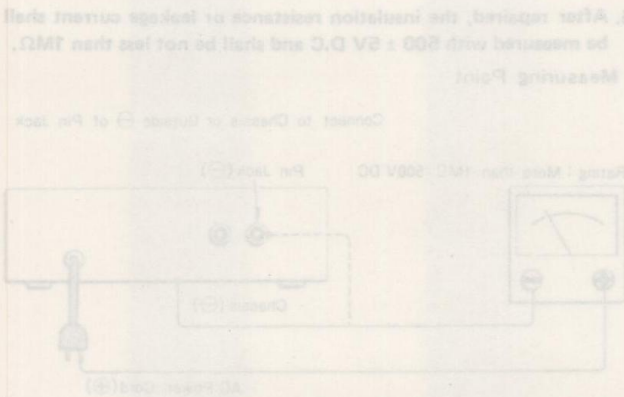 . After repaired, the insulation resistance or leakage current shall
be measured with 500 ± 5V D.C and shall be not less than 1MΩ.
Measuring Point
Connect to Chassis or Outside ⊖ of Pin Jack
Rating : More than 1MΩ 500V DC
Pin Jack (⊖)
Chassis (⊖)
AC Power Cord (⊕)